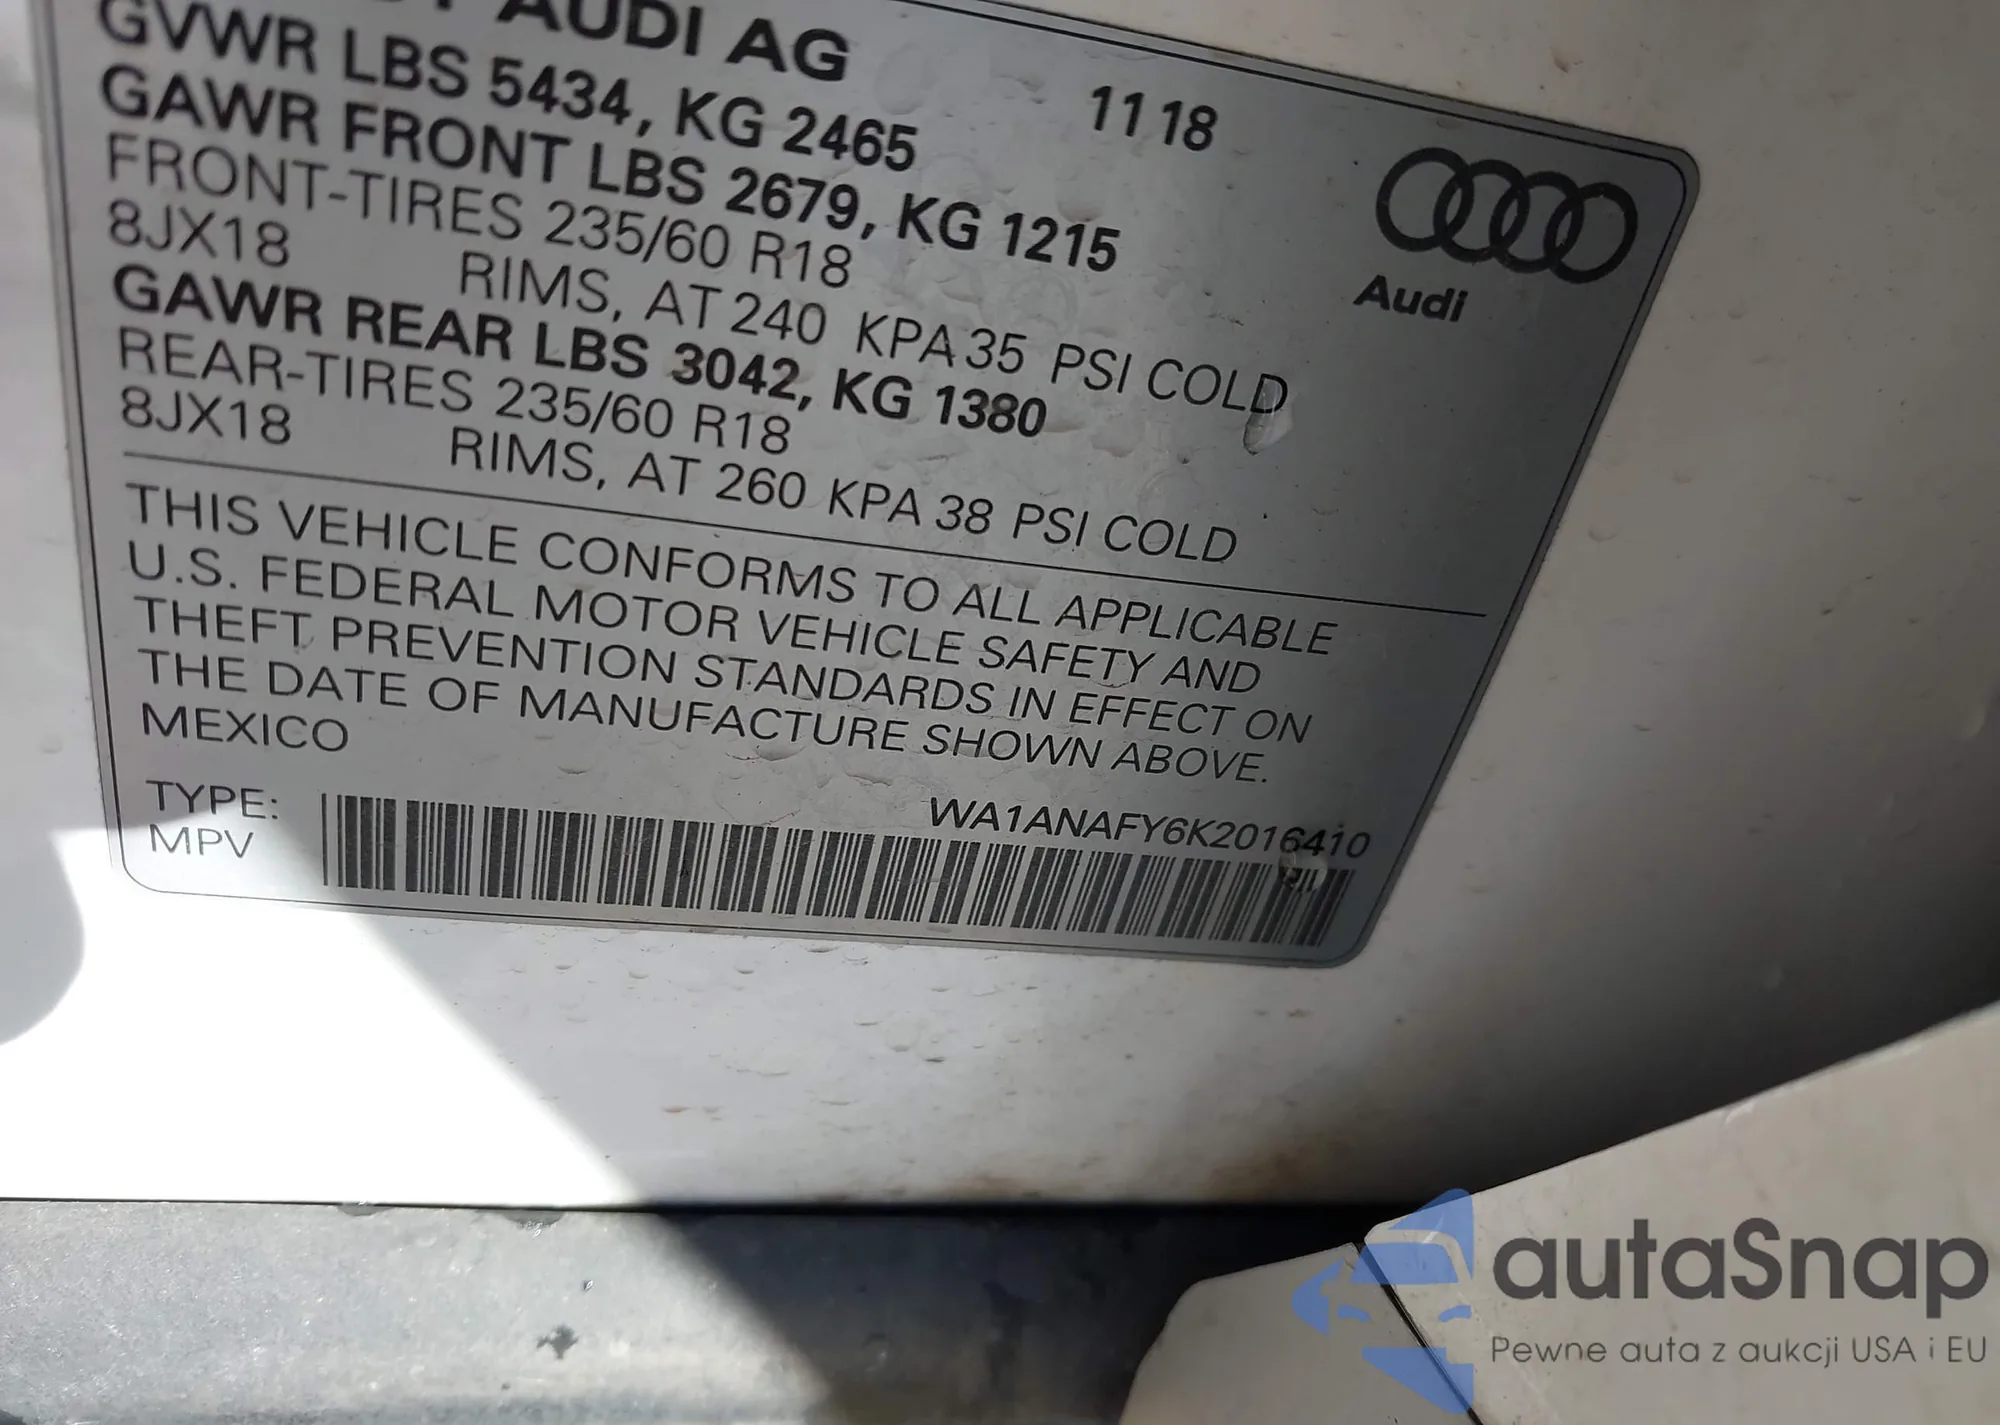 AUDI AG
GVWR LBS 5434, KG 2465
11 18
GAWR FRONT LBS 2679, KG 1215
FRONT-TIRES 235/60 R18
8JX18 RIMS, AT 240 KPA 35 PSI COLD
Audi
GAWR REAR LBS 3042, KG 1380
REAR-TIRES 235/60 R18
8JX18 RIMS, AT 260 KPA 38 PSI COLD
THIS VEHICLE CONFORMS TO ALL APPLICABLE
U.S. FEDERAL MOTOR VEHICLE SAFETY AND
THEFT PREVENTION STANDARDS IN EFFECT ON
THE DATE OF MANUFACTURE SHOWN ABOVE.
MEXICO
TYPE:
MPV
WA1ANAFY6K2016410
autaSnap
Pewne auta z aukcji USA i EU